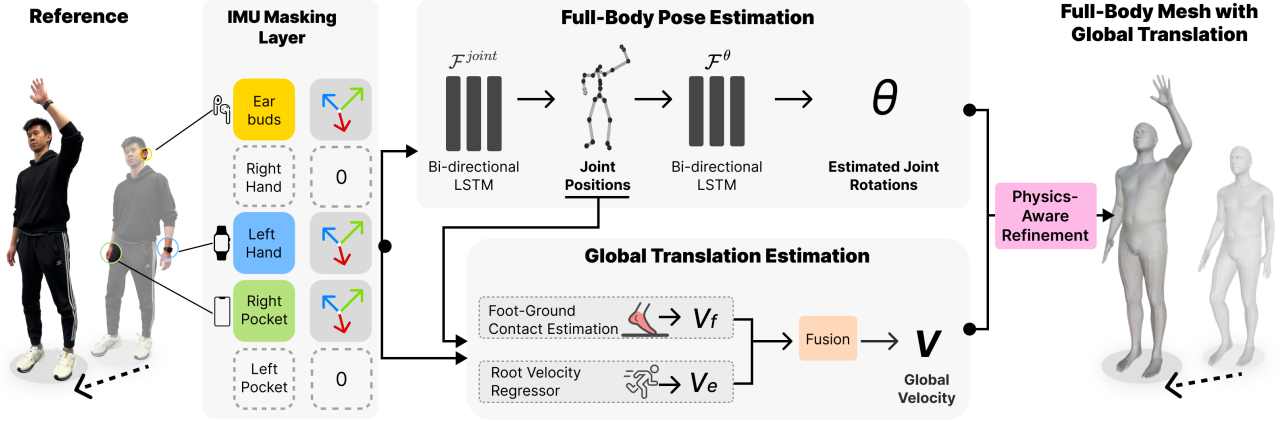 Reference
IMU Masking
Layer
Ear
buds
Right
Hand
0
Left
Hand
Right
Pocket
Left
Pocket
0
Full-Body Pose Estimation
𝓕^joint
Bi-directional
LSTM
Joint
Positions
𝓕^θ
Bi-directional
LSTM
θ
Estimated Joint
Rotations
Global Translation Estimation
Foot-Ground
Contact Estimation
Vf
Root Velocity
Regressor
Ve
Fusion
V
Global
Velocity
Physics-
Aware
Refinement
Full-Body Mesh with
Global Translation